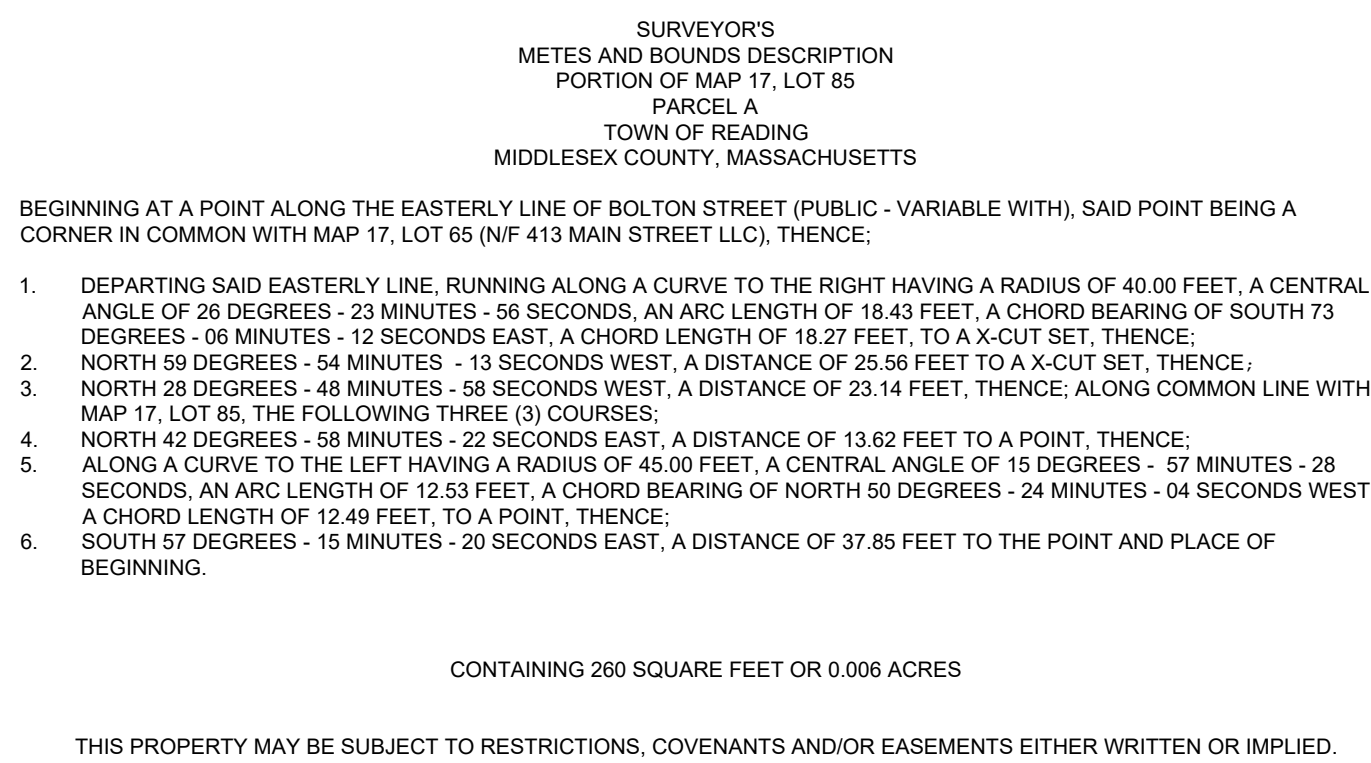 SURVEYOR'S
METES AND BOUNDS DESCRIPTION
PORTION OF MAP 17, LOT 85
PARCEL A
TOWN OF READING
MIDDLESEX COUNTY, MASSACHUSETTS
BEGINNING AT A POINT ALONG THE EASTERLY LINE OF BOLTON STREET (PUBLIC - VARIABLE WITH), SAID POINT BEING A
CORNER IN COMMON WITH MAP 17, LOT 65 (N/F 413 MAIN STREET LLC), THENCE;
1. DEPARTING SAID EASTERLY LINE, RUNNING ALONG A CURVE TO THE RIGHT HAVING A RADIUS OF 40.00 FEET, A CENTRAL
ANGLE OF 26 DEGREES - 23 MINUTES - 56 SECONDS, AN ARC LENGTH OF 18.43 FEET, A CHORD BEARING OF SOUTH 73
DEGREES - 06 MINUTES - 12 SECONDS EAST, A CHORD LENGTH OF 18.27 FEET, TO A X-CUT SET, THENCE;
2. NORTH 59 DEGREES - 54 MINUTES - 13 SECONDS WEST, A DISTANCE OF 25.56 FEET TO A X-CUT SET, THENCE;
3. NORTH 28 DEGREES - 48 MINUTES - 58 SECONDS WEST, A DISTANCE OF 23.14 FEET, THENCE; ALONG COMMON LINE WITH
MAP 17, LOT 85, THE FOLLOWING THREE (3) COURSES;
4. NORTH 42 DEGREES - 58 MINUTES - 22 SECONDS EAST, A DISTANCE OF 13.62 FEET TO A POINT, THENCE;
5. ALONG A CURVE TO THE LEFT HAVING A RADIUS OF 45.00 FEET, A CENTRAL ANGLE OF 15 DEGREES - 57 MINUTES - 28
SECONDS, AN ARC LENGTH OF 12.53 FEET, A CHORD BEARING OF NORTH 50 DEGREES - 24 MINUTES - 04 SECONDS WEST
A CHORD LENGTH OF 12.49 FEET, TO A POINT, THENCE;
6. SOUTH 57 DEGREES - 15 MINUTES - 20 SECONDS EAST, A DISTANCE OF 37.85 FEET TO THE POINT AND PLACE OF
BEGINNING.
CONTAINING 260 SQUARE FEET OR 0.006 ACRES
THIS PROPERTY MAY BE SUBJECT TO RESTRICTIONS, COVENANTS AND/OR EASEMENTS EITHER WRITTEN OR IMPLIED.